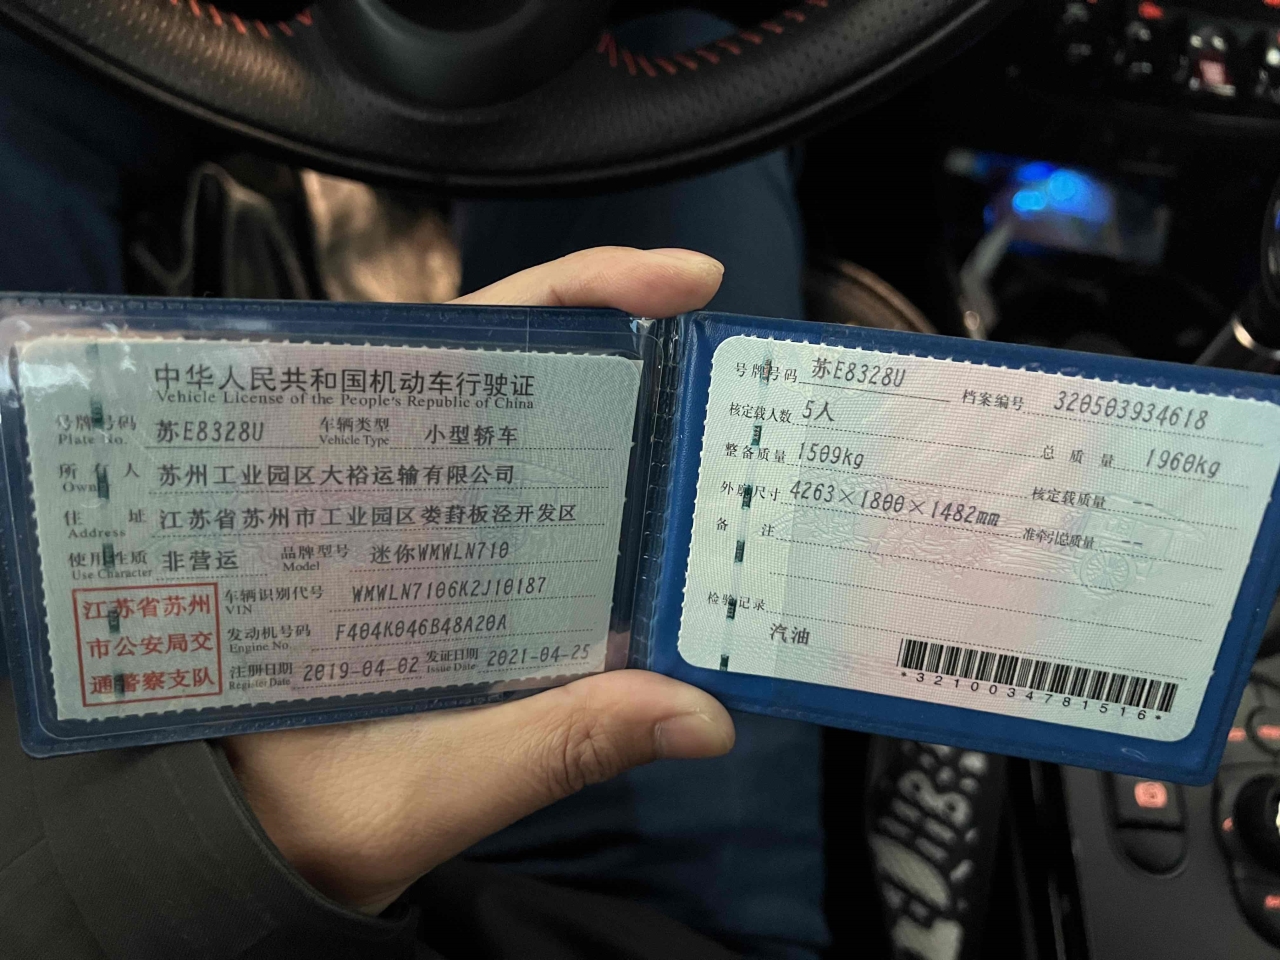 中华人民共和国机动车行驶证
Vehicle License of the People's Republic of China
号牌号码 苏E8328U 车辆类型 小型轿车
Plate No. Vehicle Type
所有人 苏州工业园区大裕运输有限公司
Owner
住址 江苏省苏州市工业园区娄葑板泾开发区
Address
使用性质 非营运 品牌型号 迷你WMWLN710
Use Character Model
江苏省苏州
市公安局交
通警察支队
车辆识别代号 WMWLN7106K2J10187
VIN
发动机号码 F404K046B48A20A
Engine No.
注册日期 2019-04-02 发证日期 2021-04-25
Register Date Issue Date
号牌号码 苏E8328U 档案编号 320503934618
核定载人数 5人 总质量 1960kg
整备质量 1509kg 核定载质量 --
外廓尺寸 4263×1800×1482mm 准牵引总质量 --
备注
检验记录
汽油
*3210034781516*